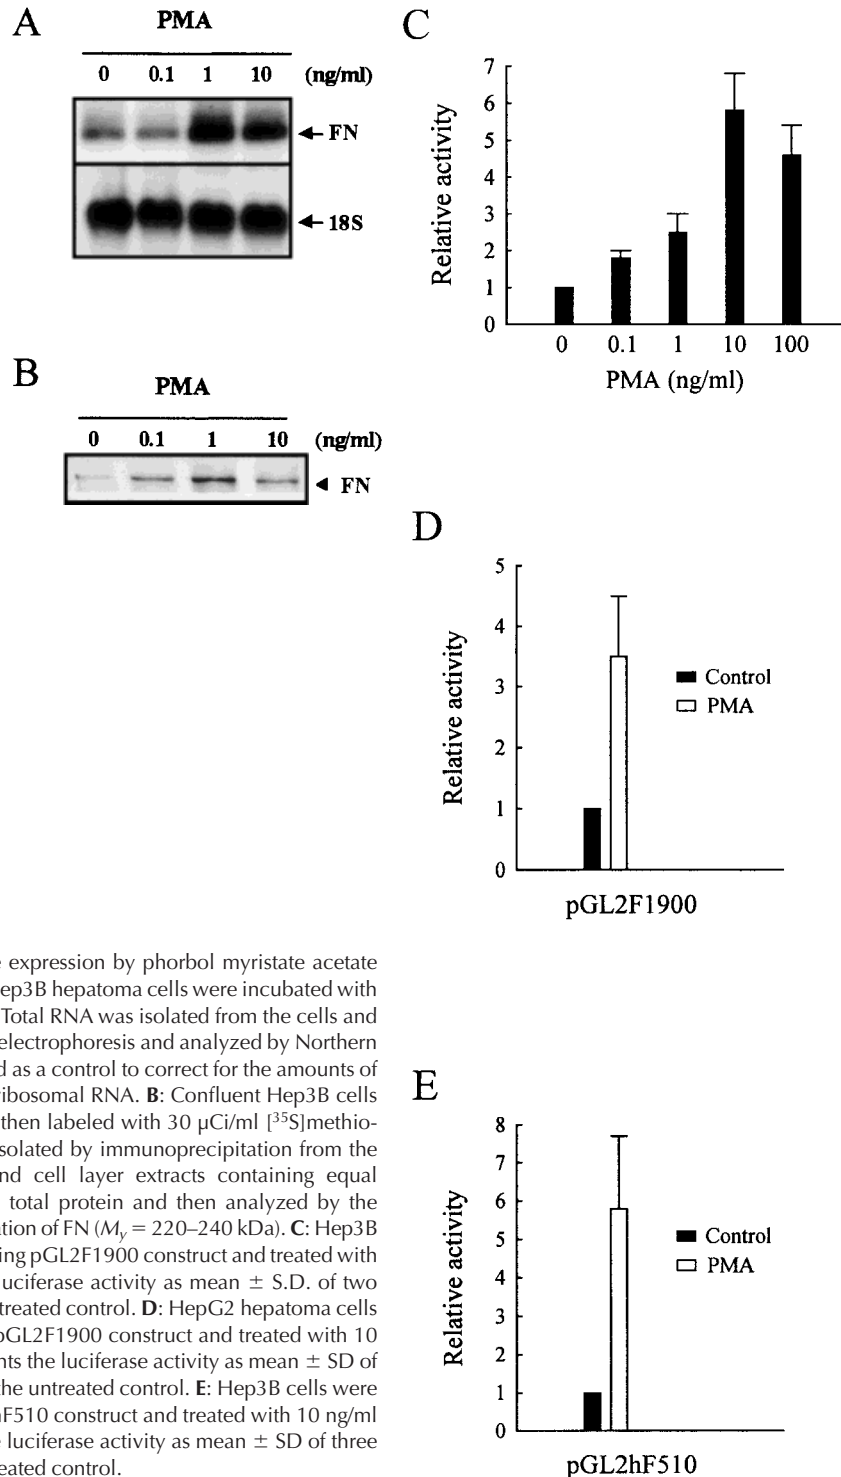 A
PMA
0 0.1 1 10 (ng/ml)
FN
18S
B
PMA
0 0.1 1 10 (ng/ml)
FN
C
Relative activity
7
6
5
4
3
2
1
0
0 0.1 1 10 100
PMA (ng/ml)
D
Relative activity
5
4
3
2
1
0
Control
PMA
pGL2F1900
E
Relative activity
8
7
6
5
4
3
2
1
0
Control
PMA
pGL2hF510
e expression by phorbol myristate acetate
ep3B hepatoma cells were incubated with
Total RNA was isolated from the cells and
electrophoresis and analyzed by Northern
d as a control to correct for the amounts of
ribosomal RNA. B: Confluent Hep3B cells
then labeled with 30 μCi/ml [35S]methio-
solated by immunoprecipitation from the
nd cell layer extracts containing equal
total protein and then analyzed by the
ation of FN (My = 220–240 kDa). C: Hep3B
ing pGL2F1900 construct and treated with
luciferase activity as mean ± S.D. of two
treated control. D: HepG2 hepatoma cells
pGL2F1900 construct and treated with 10
nts the luciferase activity as mean ± SD of
the untreated control. E: Hep3B cells were
hF510 construct and treated with 10 ng/ml
e luciferase activity as mean ± SD of three
eated control.